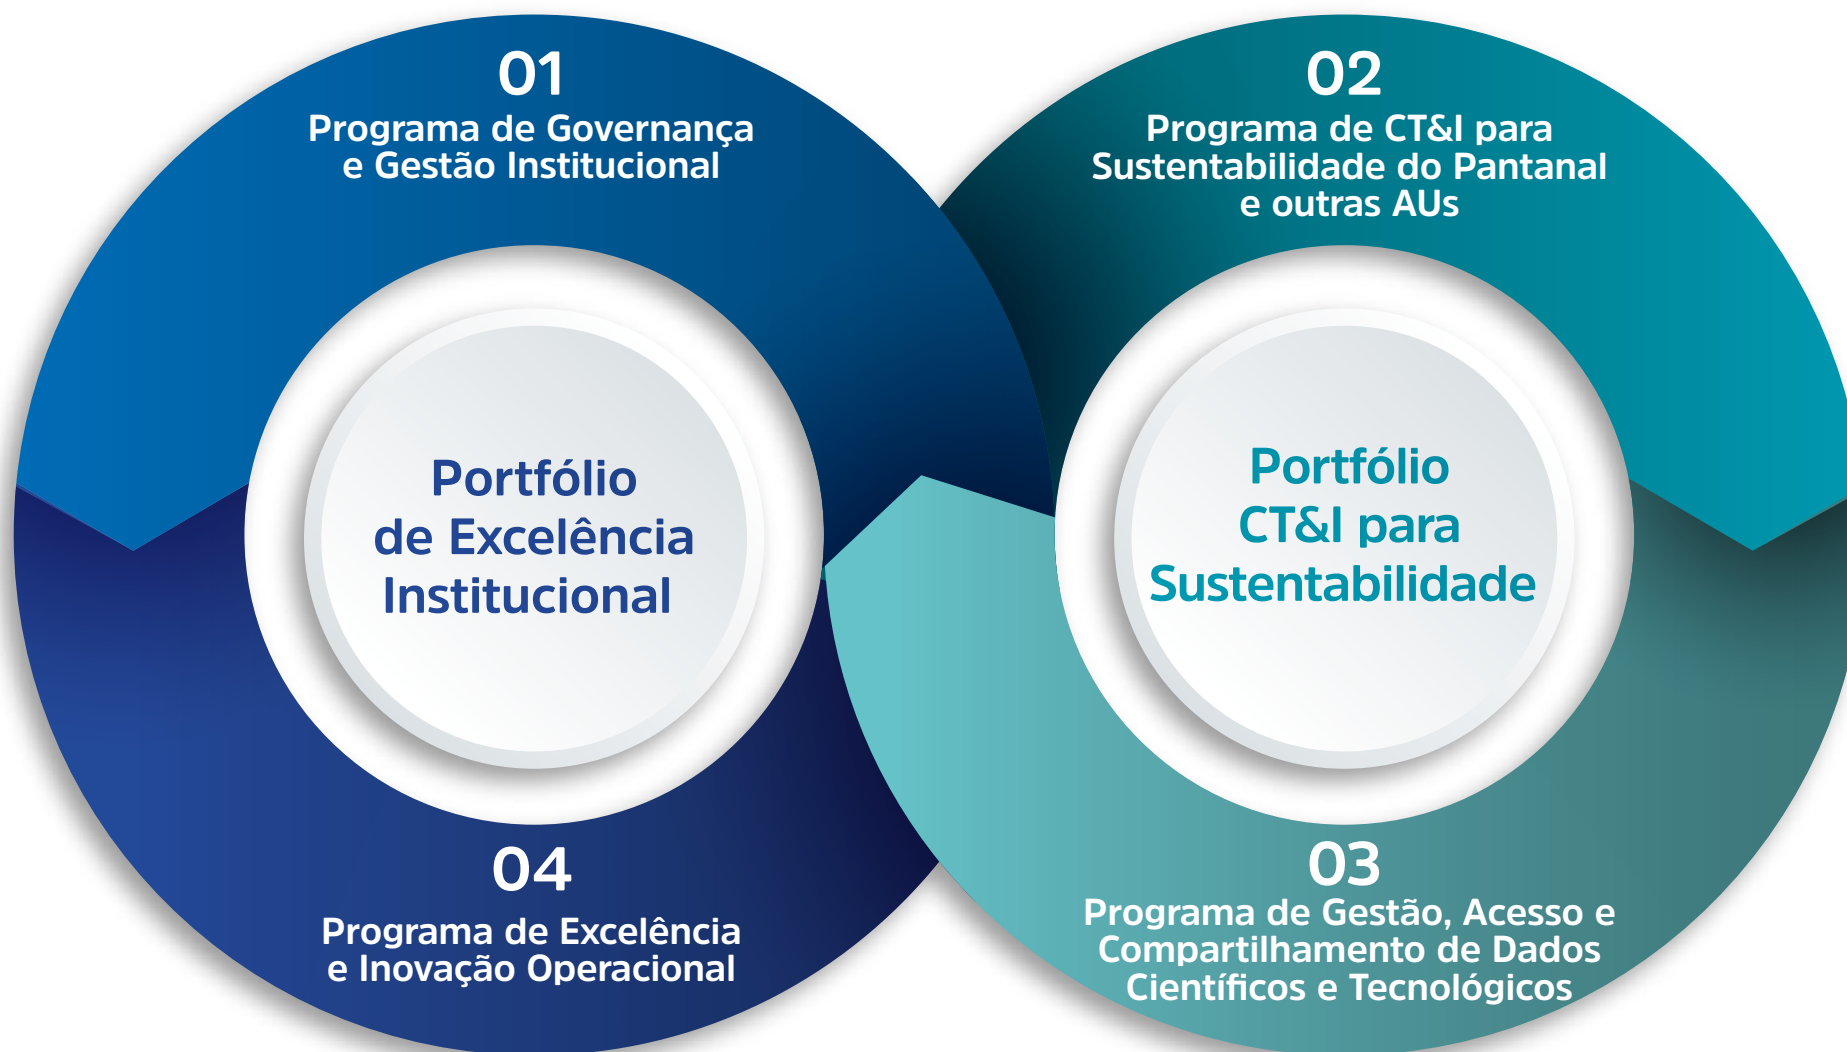 01
Programa de Governança
e Gestão Institucional
02
Programa de CT&I para
Sustentabilidade do Pantanal
e outras AUs
Portfólio
de Excelência
Institucional
Portfólio
CT&I para
Sustentabilidade
04
Programa de Excelência
e Inovação Operacional
03
Programa de Gestão, Acesso e
Compartilhamento de Dados
Científicos e Tecnológicos